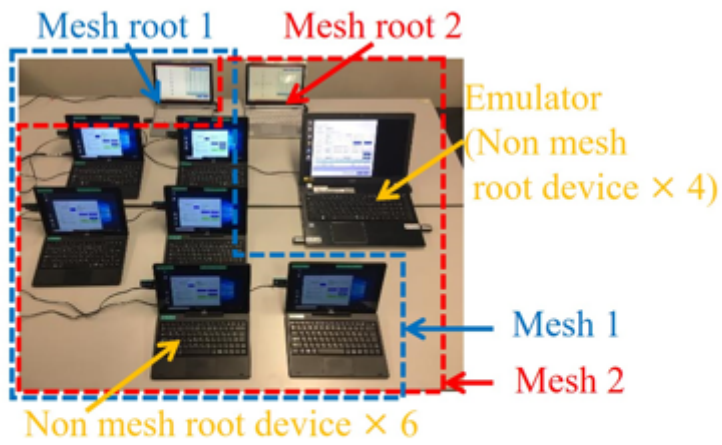 Mesh root 1
Mesh root 2
Emulator
(Non mesh
root device × 4)
Mesh 1
Mesh 2
Non mesh root device × 6